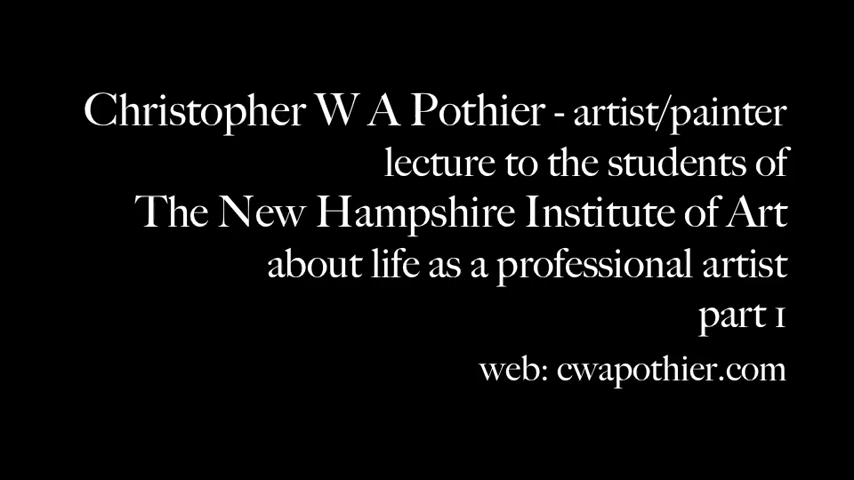 Christopher W A Pothier - artist/painter
lecture to the students of
The New Hampshire Institute of Art
about life as a professional artist
part 1
web: cwapothier.com